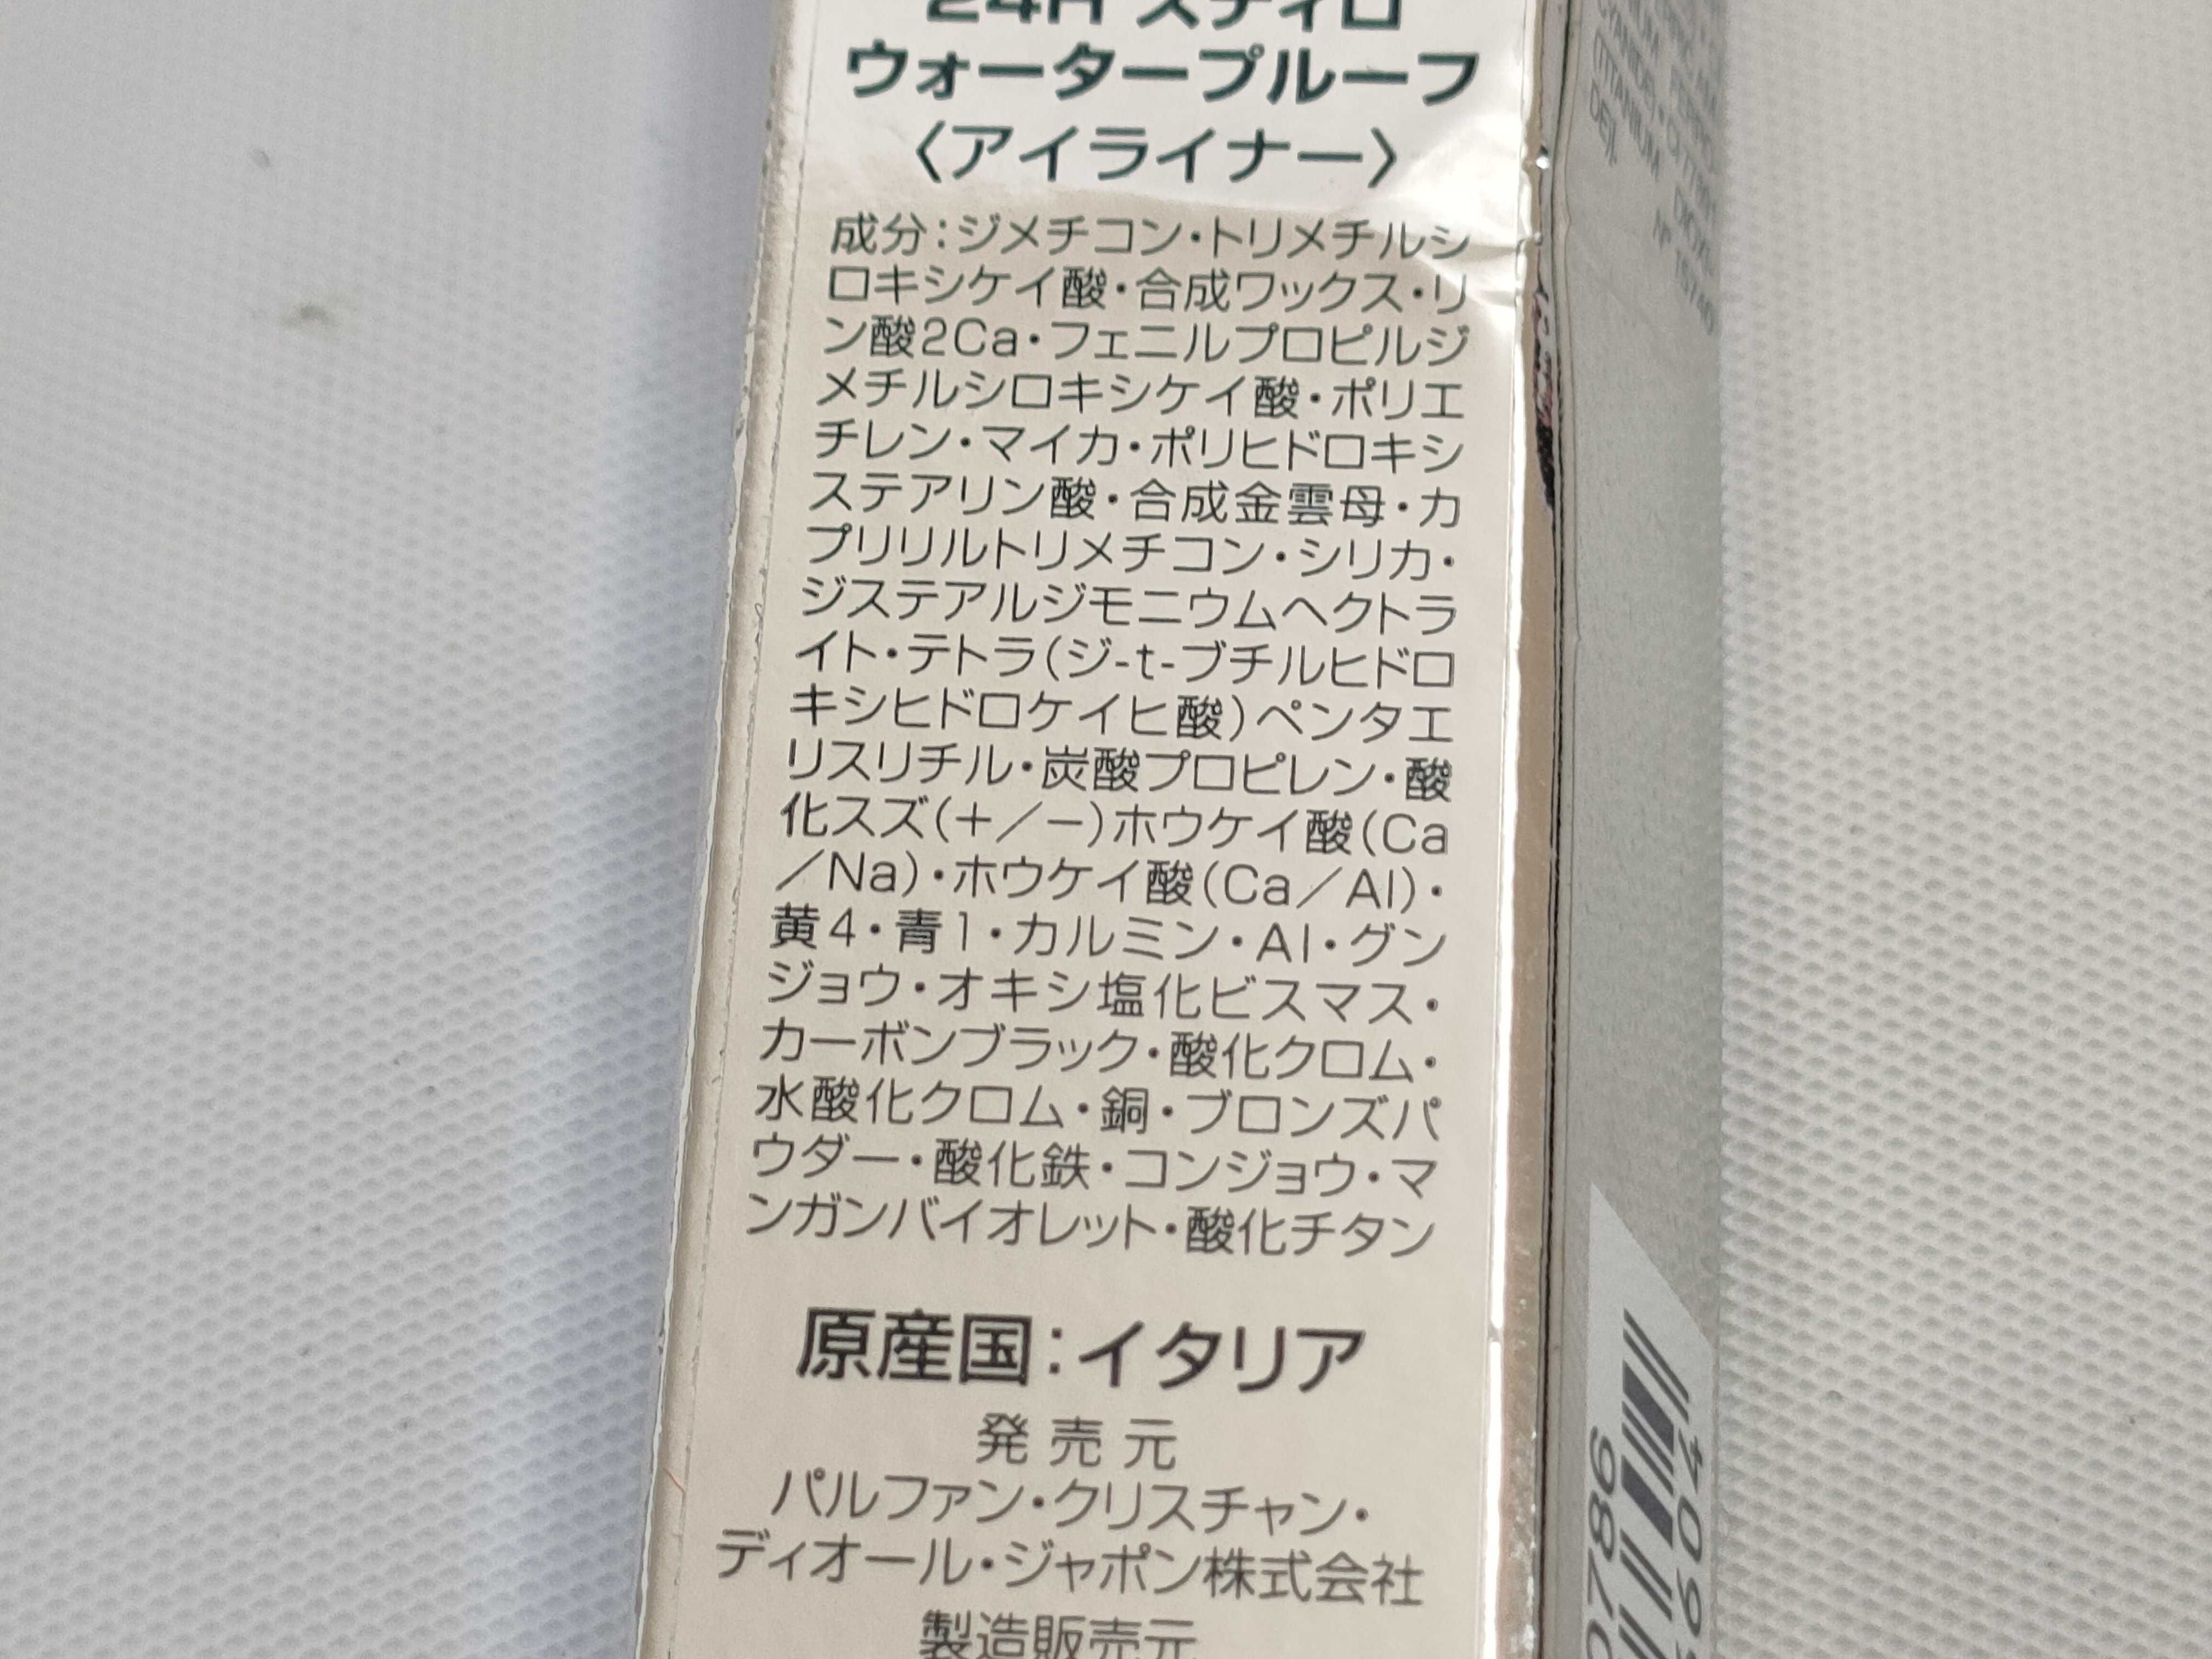 24H スティロ
ウォータープルーフ
〈アイライナー〉
成分：ジメチコン・トリメチルシ
ロキシケイ酸・合成ワックス・リ
ン酸2Ca・フェニルプロピルジ
メチルシロキシケイ酸・ポリエ
チレン・マイカ・ポリヒドロキシ
ステアリン酸・合成金雲母・カ
プリリルトリメチコン・シリカ・
ジステアルジモニウムヘクトラ
イト・テトラ(ジ-t-ブチルヒドロ
キシヒドロケイヒ酸)ペンタエ
リスリチル・炭酸プロピレン・酸
化スズ(+／−)ホウケイ酸(Ca
／Na)・ホウケイ酸(Ca／Al)・
黄4・青1・カルミン・Al・グン
ジョウ・オキシ塩化ビスマス・
カーボンブラック・酸化クロム・
水酸化クロム・銅・ブロンズパ
ウダー・酸化鉄・コンジョウ・マ
ンガンバイオレット・酸化チタン
原産国：イタリア
発売元
パルファン・クリスチャン・
ディオール・ジャポン株式会社
製造販売元
0786
604